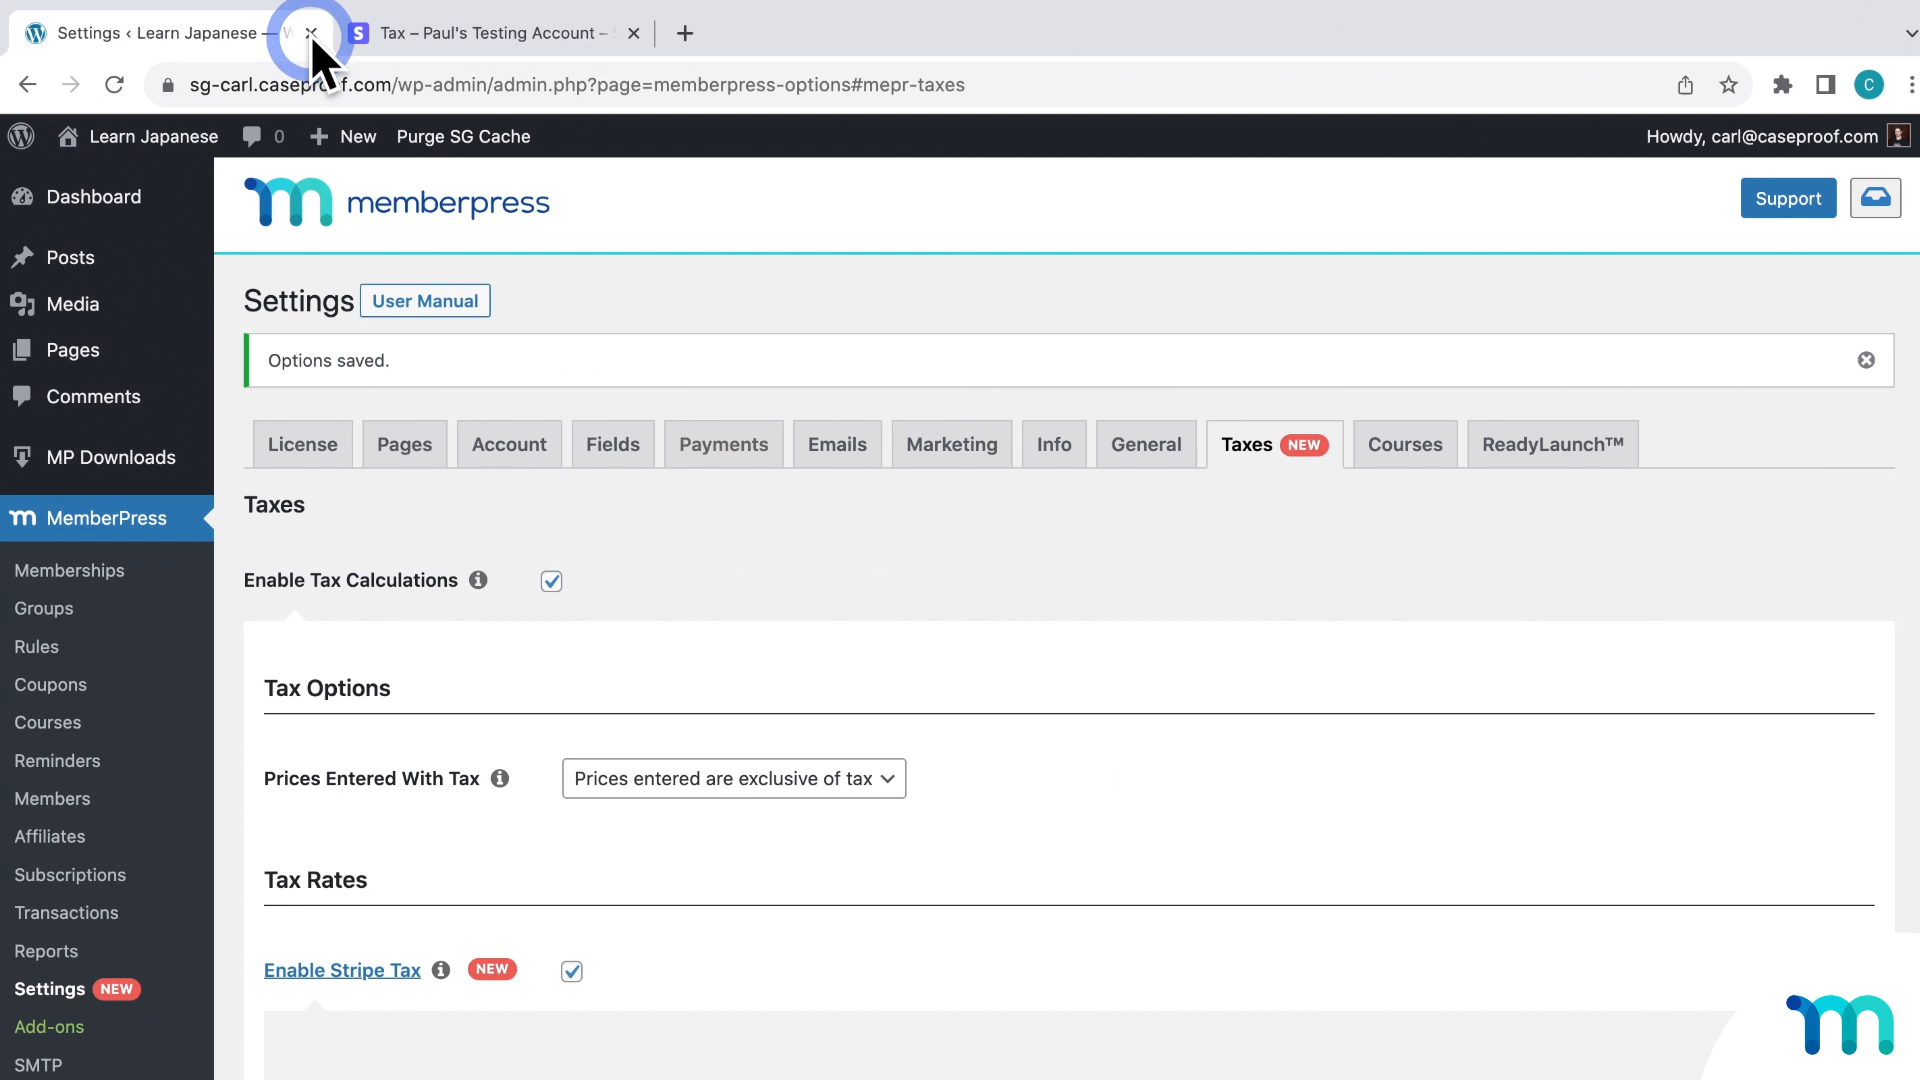 Settings ‹ Learn Japanese — W
S Tax – Paul's Testing Account – S
sg-carl.caseproof.com/wp-admin/admin.php?page=memberpress-options#mepr-taxes
C
Learn Japanese 0 New Purge SG Cache Howdy, carl@caseproof.com
Dashboard
Posts
Media
Pages
Comments
MP Downloads
MemberPress
Memberships
Groups
Rules
Coupons
Courses
Reminders
Members
Affiliates
Subscriptions
Transactions
Reports
Settings NEW
Add-ons
SMTP
memberpress
Support
Settings User Manual
Options saved.
License Pages Account Fields Payments Emails Marketing Info General Taxes NEW Courses ReadyLaunch™
Taxes
Enable Tax Calculations
Tax Options
Prices Entered With Tax Prices entered are exclusive of tax
Tax Rates
Enable Stripe Tax NEW